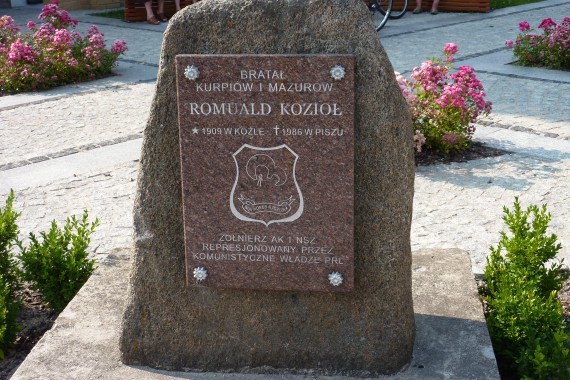 BRATAŁ
KURPIÓW I MAZURÓW
ROMUALD KOZIOŁ
★ 1909 W KOŹLE ✝ 1986 W PISZU
ŻOŁNIERZ AK I NSZ
REPRESJONOWANY PRZEZ
KOMUNISTYCZNE WŁADZE PRL